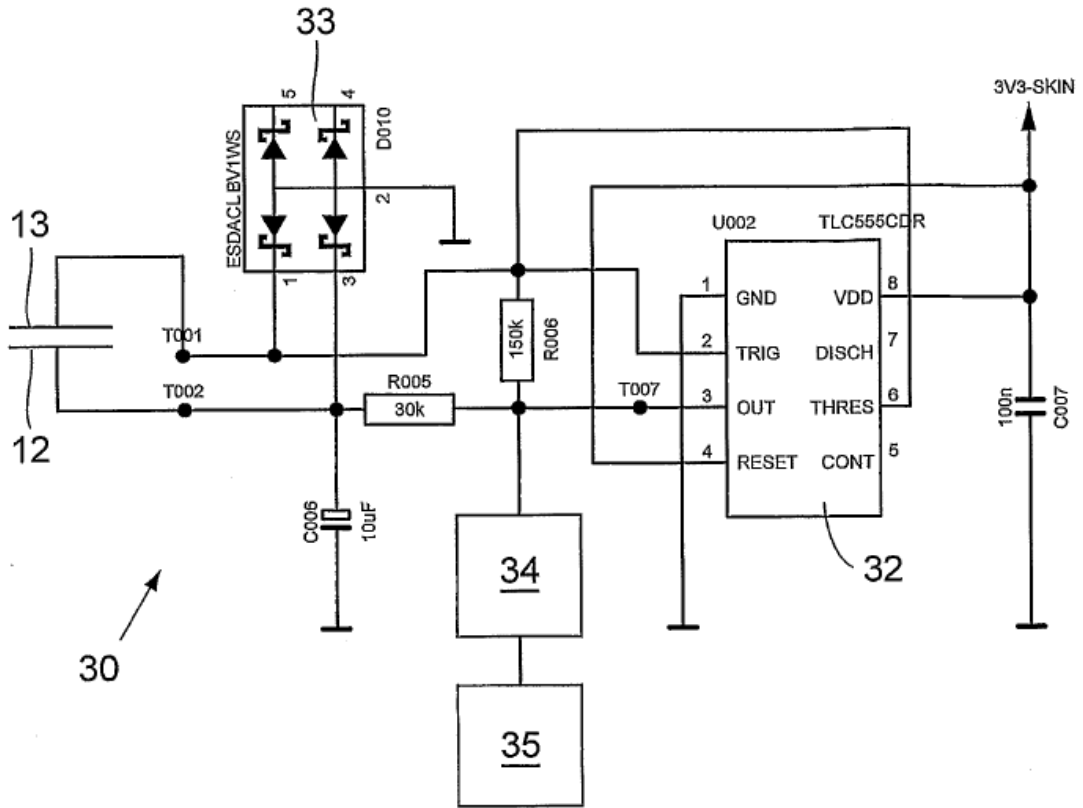 33
3V3-SKIN
5
4
D010
ESDACLBV1WS
2
1
3
13
12
T001
T002
R005
30k
150k
R006
T007
U002
TLC555CDR
1
GND
VDD
8
2
TRIG
DISCH
7
3
OUT
THRES
6
4
RESET
CONT
5
100n
C007
C006
10uF
32
34
35
30